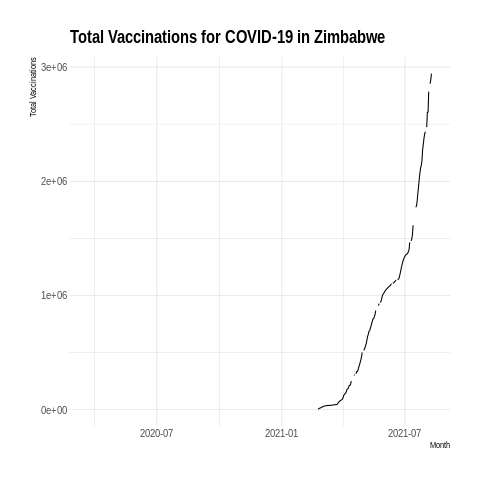 Total Vaccinations for COVID-19 in Zimbabwe
Total Vaccinations
3e+06
2e+06
1e+06
0e+00
2020-07 2021-01 2021-07
Month